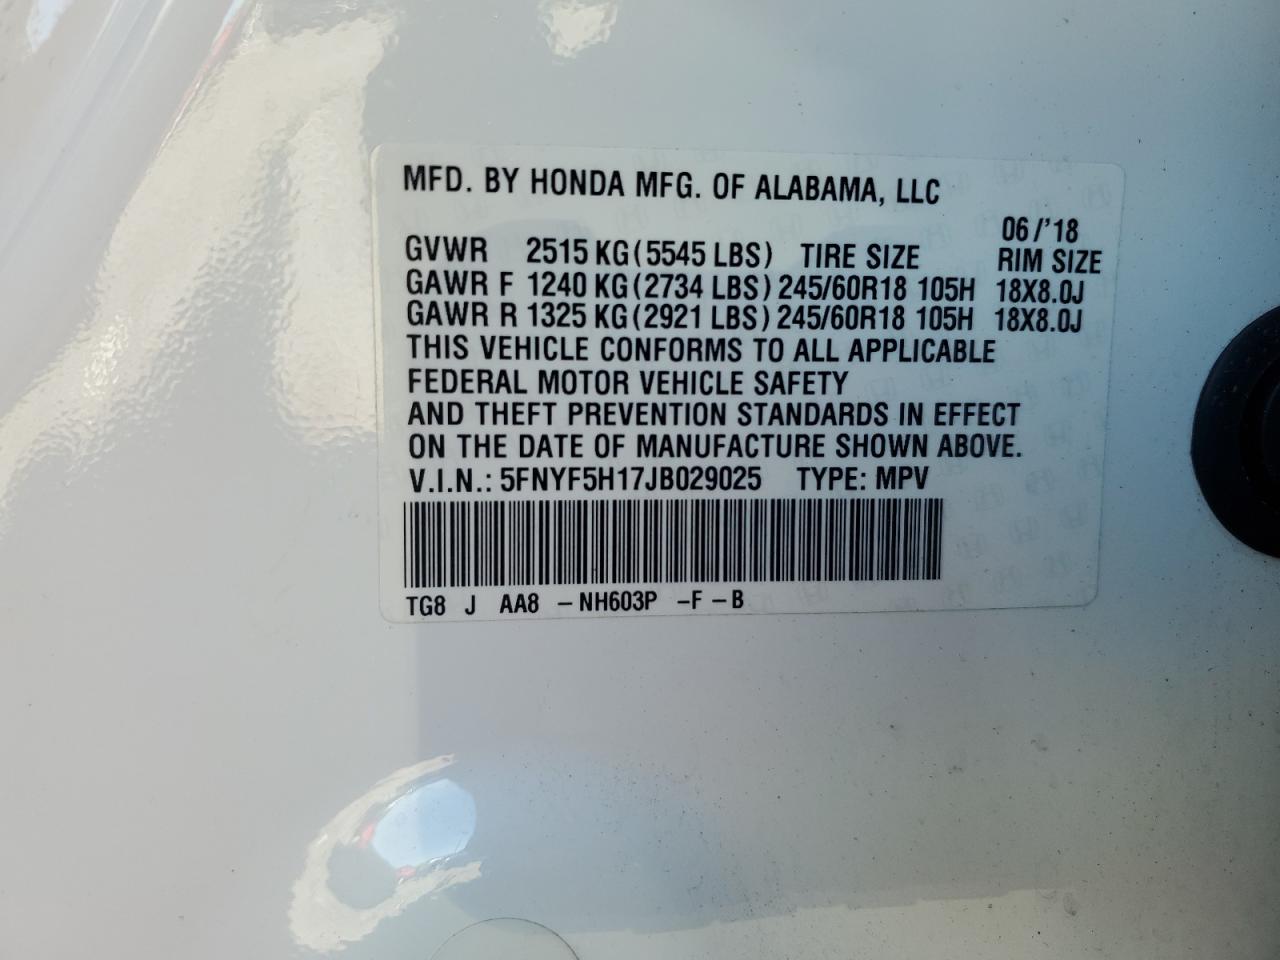 MFD. BY HONDA MFG. OF ALABAMA, LLC
06/'18
GVWR 2515 KG (5545 LBS) TIRE SIZE RIM SIZE
GAWR F 1240 KG (2734 LBS) 245/60R18 105H 18X8.0J
GAWR R 1325 KG (2921 LBS) 245/60R18 105H 18X8.0J
THIS VEHICLE CONFORMS TO ALL APPLICABLE
FEDERAL MOTOR VEHICLE SAFETY
AND THEFT PREVENTION STANDARDS IN EFFECT
ON THE DATE OF MANUFACTURE SHOWN ABOVE.
V.I.N.: 5FNYF5H17JB029025 TYPE: MPV
TG8 J AA8 -NH603P -F -B